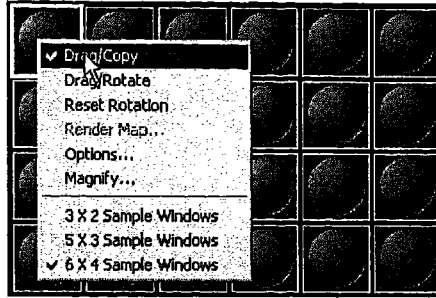 Drag/Copy
Drag/Rotate
Reset Rotation
Render Map...
Options...
Magnify...
3 X 2 Sample Windows
5 X 3 Sample Windows
6 X 4 Sample Windows